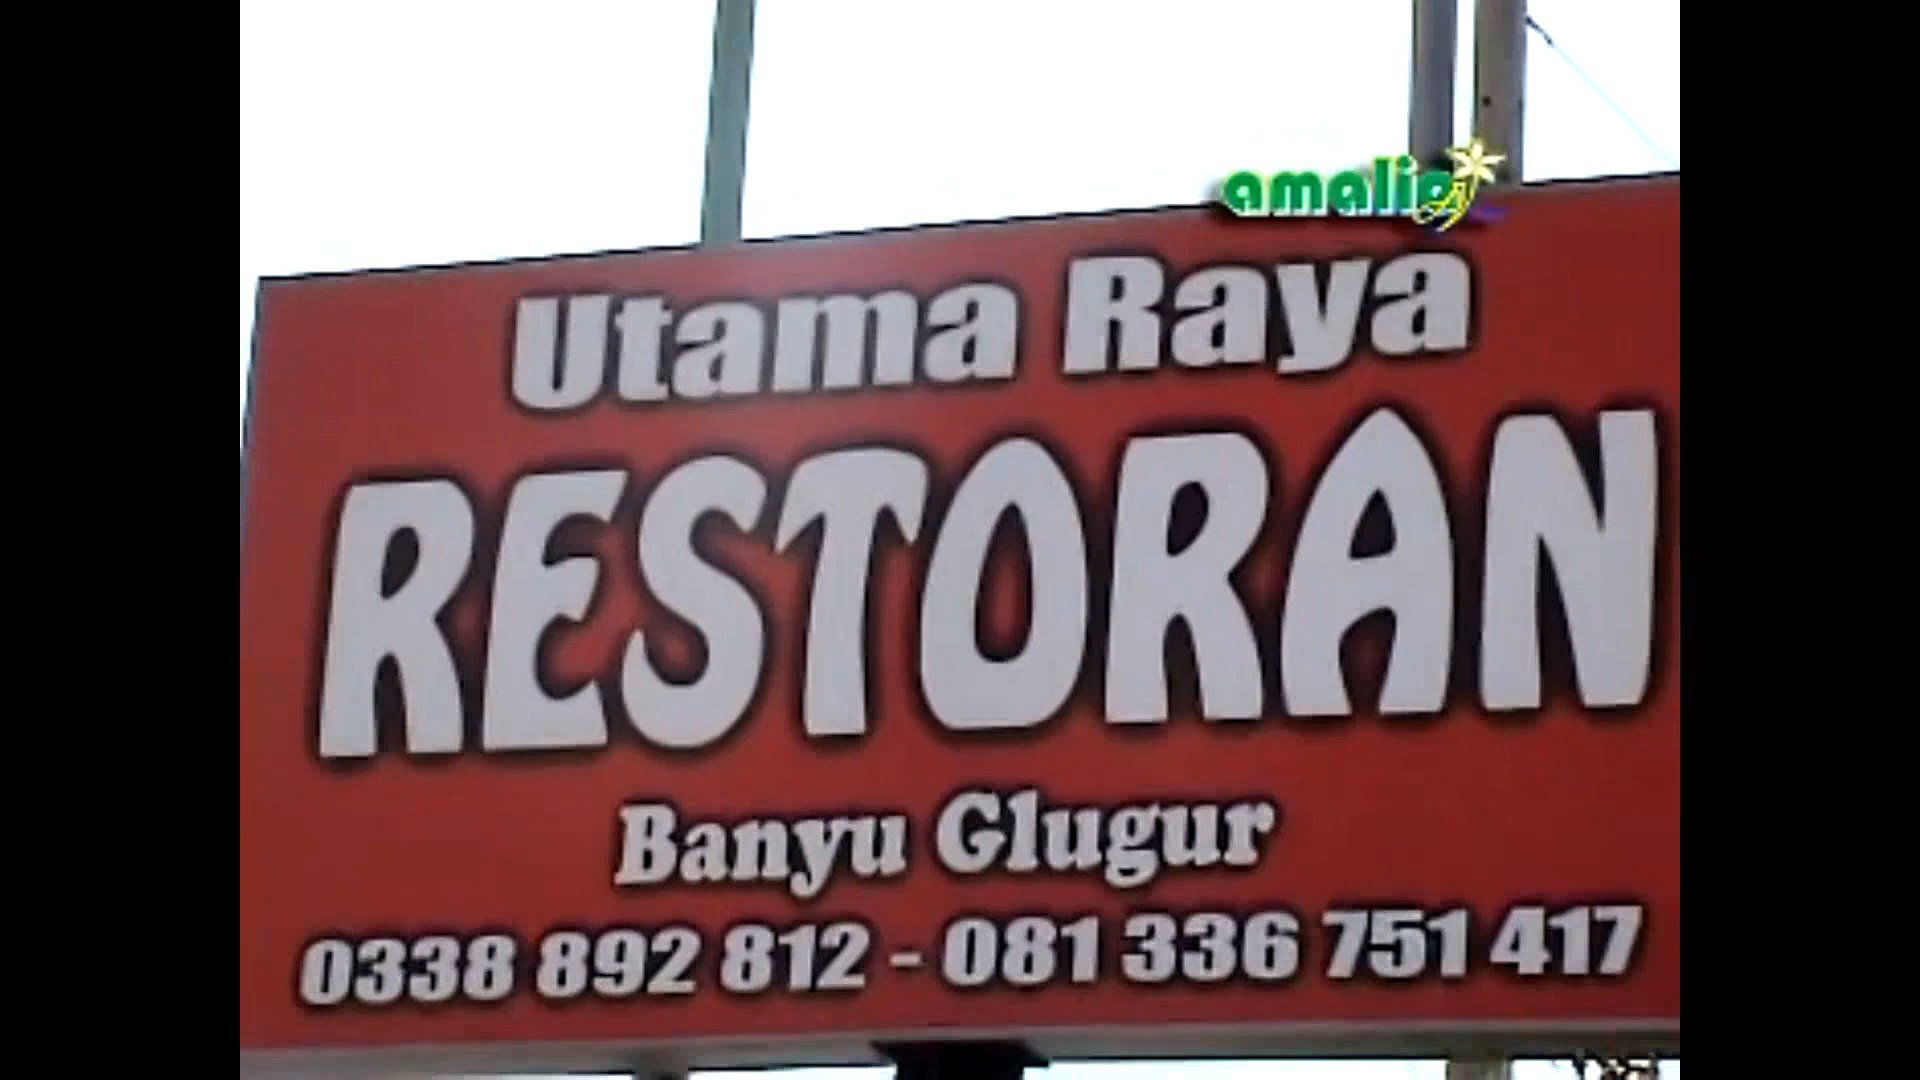 amalia
Utama Raya
RESTORAN
Banyu Glugur
0338 892 812 - 081 336 751 417